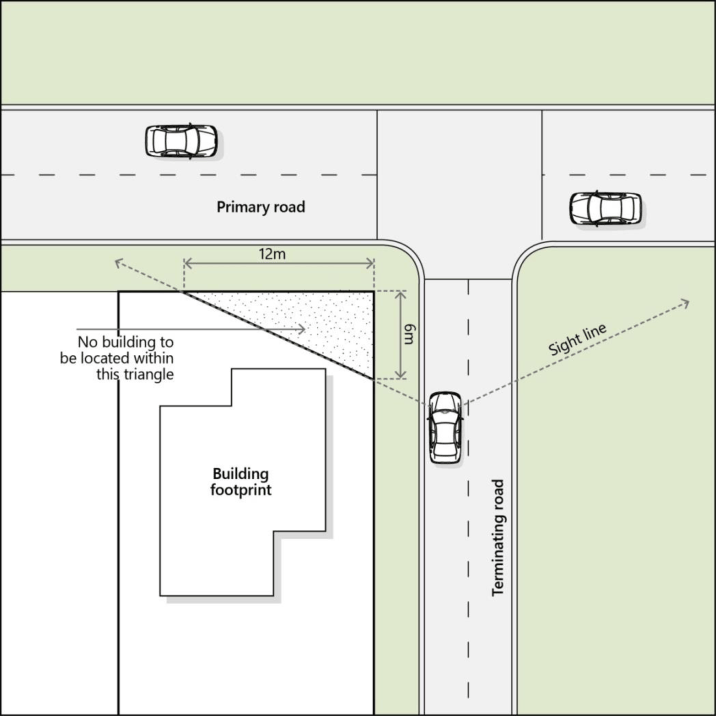 Primary road
12m
6m
No building to
be located within
this triangle
Sight line
Building
footprint
Terminating road